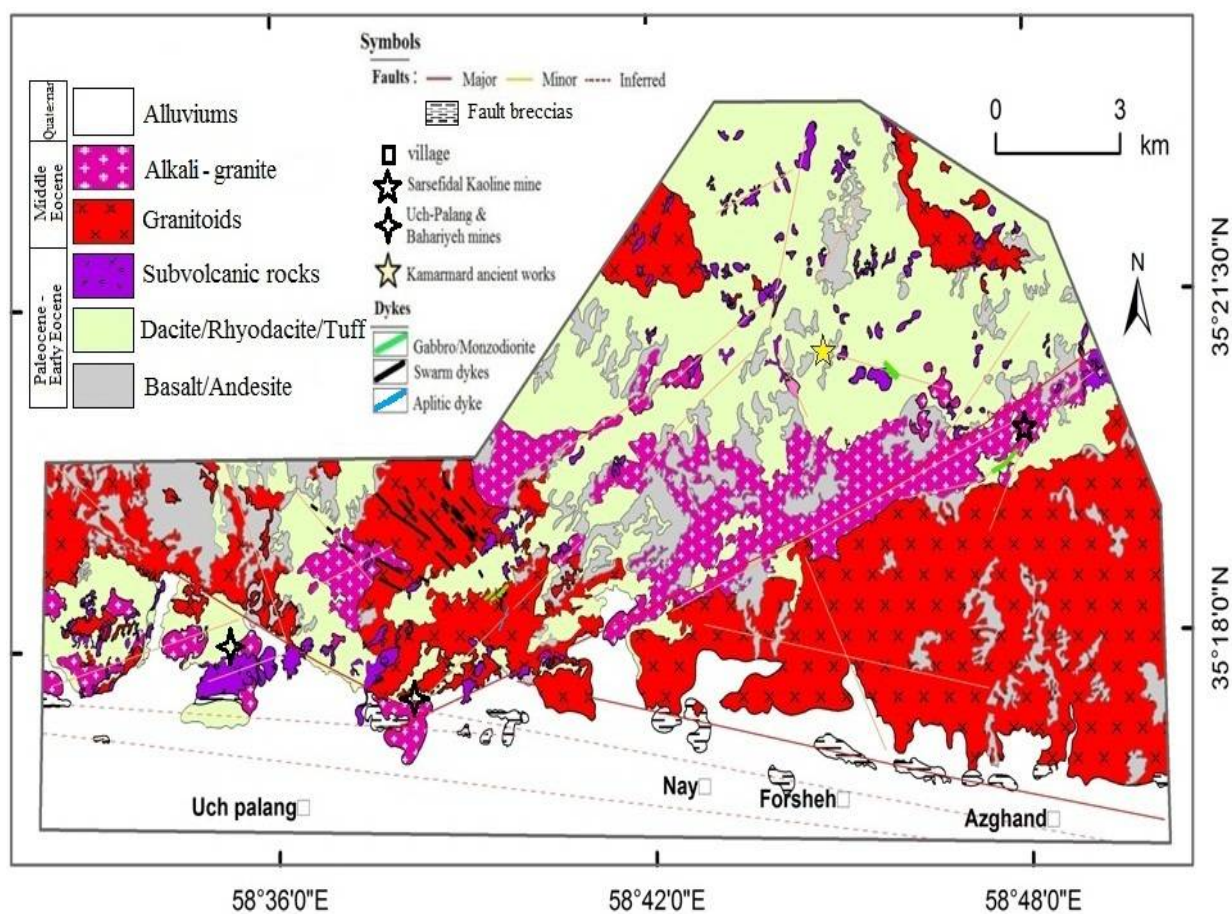 Symbols
Faults : Major Minor Inferred
Fault breccias
village
Sarsefidal Kaoline mine
Uch-Palang &
Bahariyeh mines
Kamarmard ancient works
Dykes
Gabbro/Monzodiorite
Swarm dykes
Aplitic dyke
Quaternar
Middle
Eocene
Paleocene -
Early Eocene
Alluviums
Alkali - granite
Granitoids
Subvolcanic rocks
Dacite/Rhyodacite/Tuff
Basalt/Andesite
0 3
km
N
35°21'30"N
35°18'0"N
Uch palang
Nay
Forsheh
Azghand
58°36'0"E
58°42'0"E
58°48'0"E